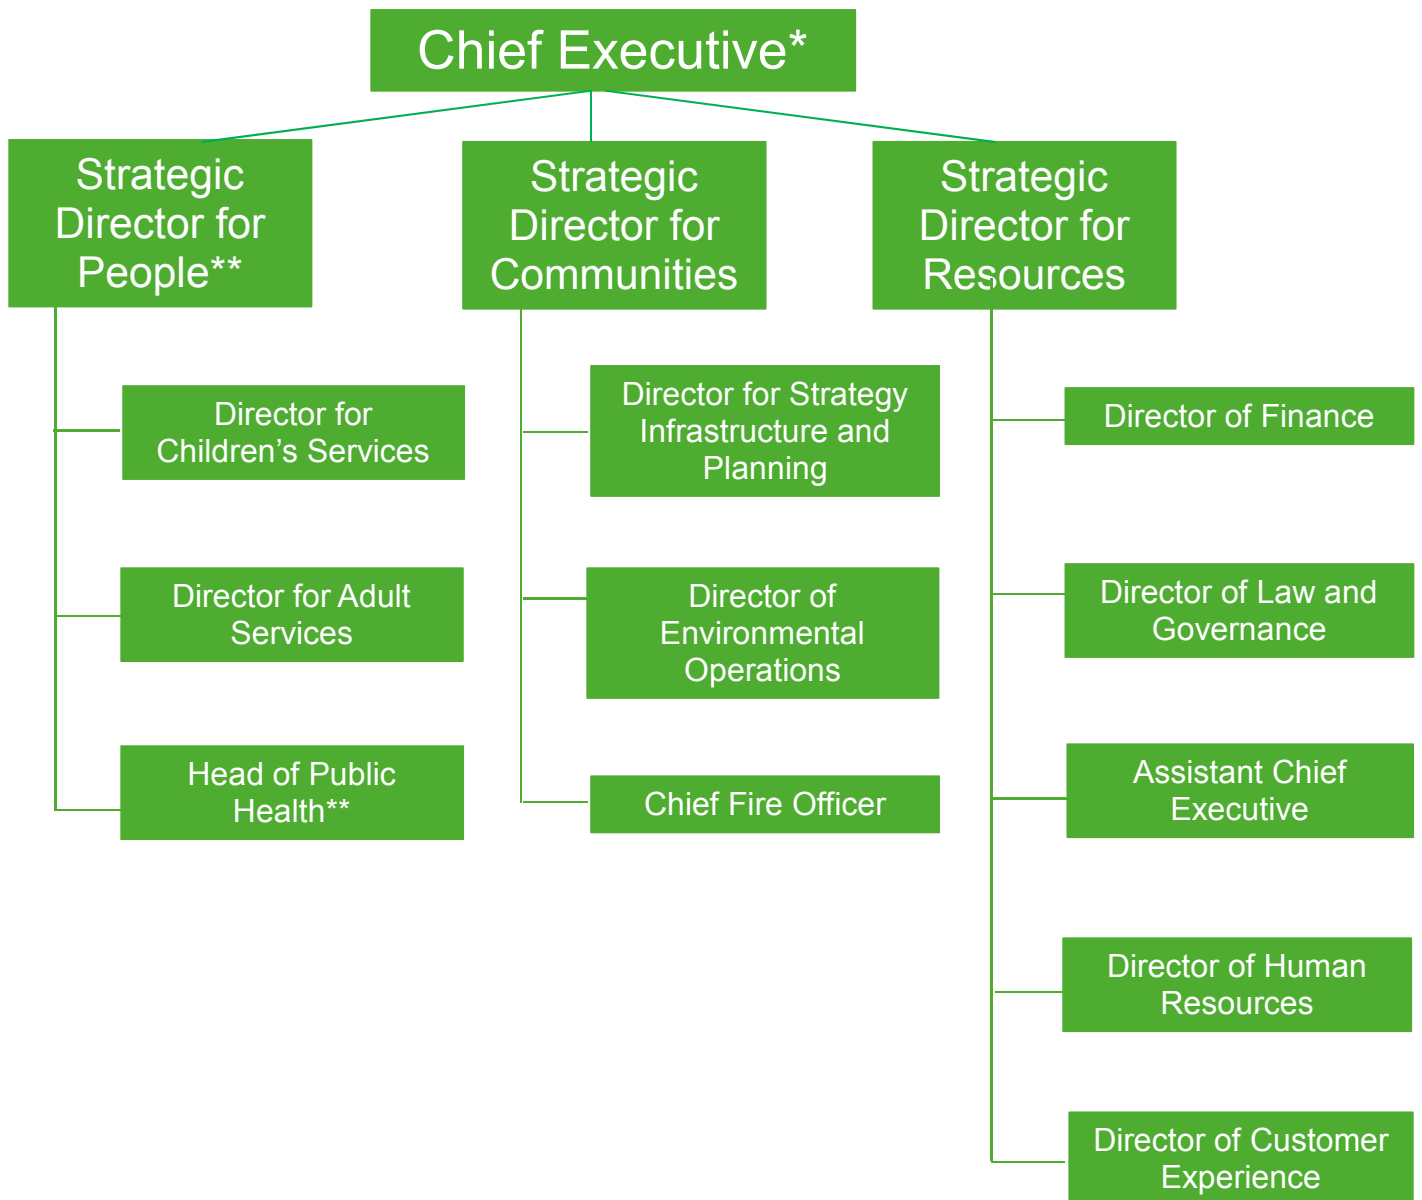 Chief Executive*
Strategic
Director for
People**
Strategic
Director for
Communities
Strategic
Director for
Resources
Director for
Children’s Services
Director for Adult
Services
Head of Public
Health**
Director for Strategy
Infrastructure and
Planning
Director of
Environmental
Operations
Chief Fire Officer
Director of Finance
Director of Law and
Governance
Assistant Chief
Executive
Director of Human
Resources
Director of Customer
Experience